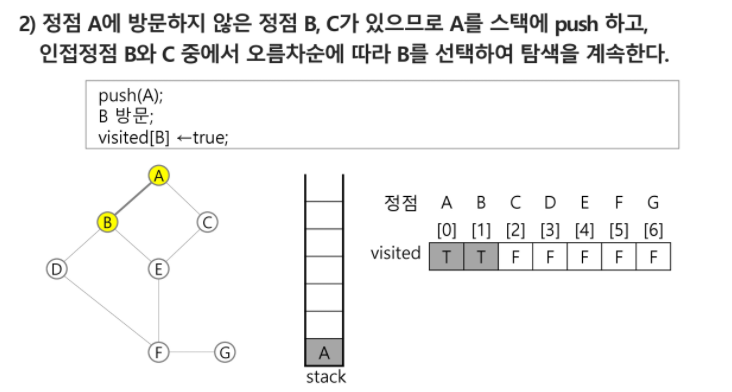 2) 정점 A에 방문하지 않은 정점 B, C가 있으므로 A를 스택에 push 하고,
인접정점 B와 C 중에서 오름차순에 따라 B를 선택하여 탐색을 계속한다.
push(A);
B 방문;
visited[B] ←true;
A
B
C
D
E
F
G
A
stack
정점 A B C D E F G
[0] [1] [2] [3] [4] [5] [6]
visited T T F F F F F